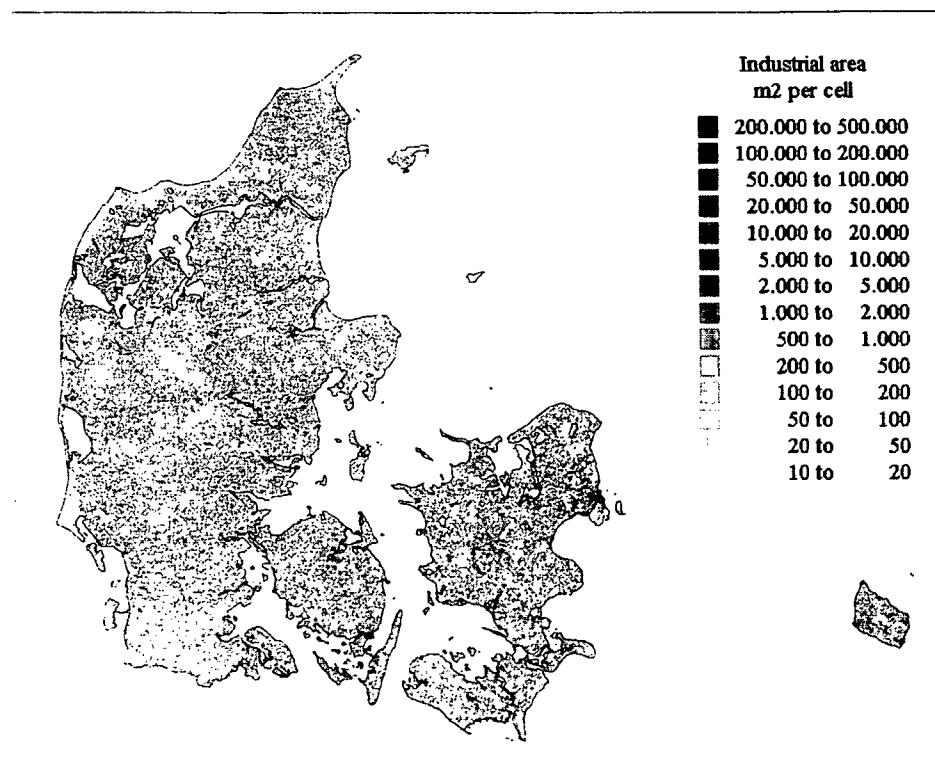 Industrial area
m2 per cell
200.000 to 500.000
100.000 to 200.000
50.000 to 100.000
20.000 to 50.000
10.000 to 20.000
5.000 to 10.000
2.000 to 5.000
1.000 to 2.000
500 to 1.000
200 to 500
100 to 200
50 to 100
20 to 50
10 to 20